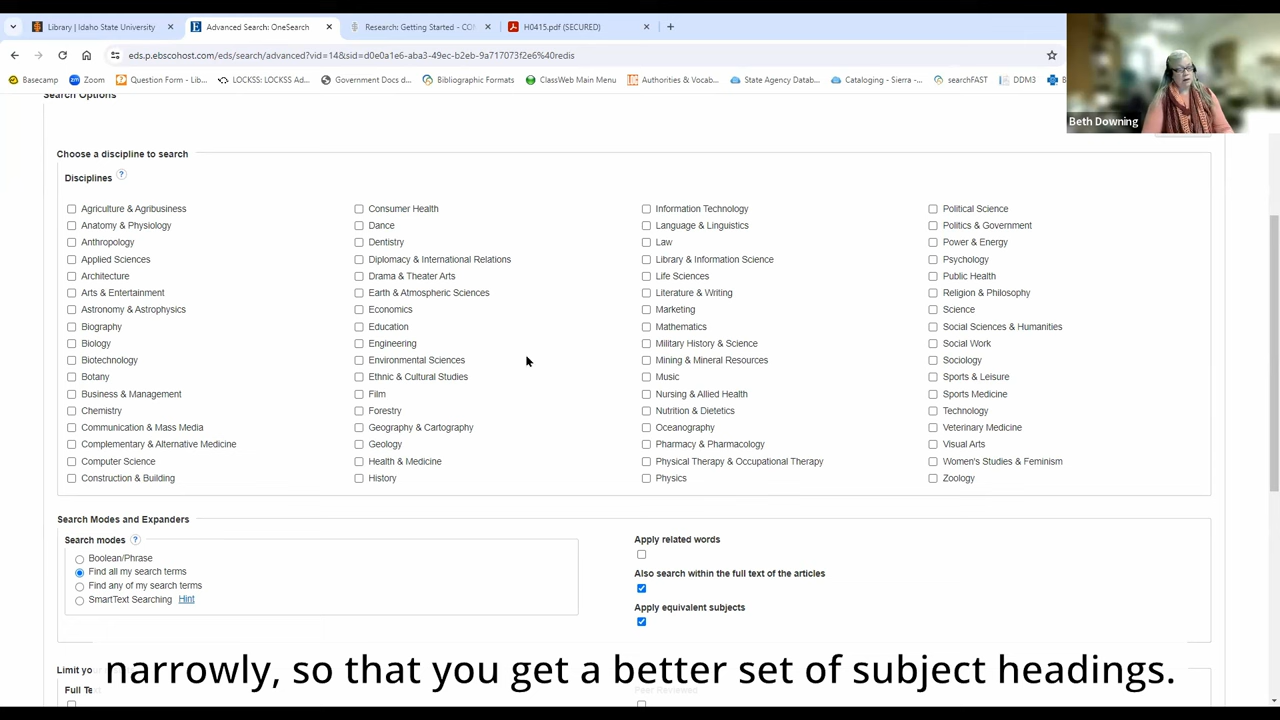 Library | Idaho State University
Advanced Search: OneSearch
Research: Getting Started - CO
H0415.pdf (SECURED)
eds.p.ebscohost.com/eds/search/advanced?vid=14&sid=f0e0a1e6-aba3-49ec-b2eb-9a717073f2e6%40redis
Basecamp
Zoom
Question Form - Lib...
LOCKSS: LOCKSS Ad...
Government Docs d...
Bibliographic Formats
ClassWeb Main Menu
Authorities & Vocab...
State Agency Datab...
Cataloging - Sierra -...
searchFAST
DDM3
Beth Downing
Search Options
Choose a discipline to search
Disciplines ?
Agriculture & Agribusiness
Anatomy & Physiology
Anthropology
Applied Sciences
Architecture
Arts & Entertainment
Astronomy & Astrophysics
Biography
Biology
Biotechnology
Botany
Business & Management
Chemistry
Communication & Mass Media
Complementary & Alternative Medicine
Computer Science
Construction & Building
Consumer Health
Dance
Dentistry
Diplomacy & International Relations
Drama & Theater Arts
Earth & Atmospheric Sciences
Economics
Education
Engineering
Environmental Sciences
Ethnic & Cultural Studies
Film
Forestry
Geography & Cartography
Geology
Health & Medicine
History
Information Technology
Language & Linguistics
Law
Library & Information Science
Life Sciences
Literature & Writing
Marketing
Mathematics
Military History & Science
Mining & Mineral Resources
Music
Nursing & Allied Health
Nutrition & Dietetics
Oceanography
Pharmacy & Pharmacology
Physical Therapy & Occupational Therapy
Physics
Political Science
Politics & Government
Power & Energy
Psychology
Public Health
Religion & Philosophy
Science
Social Sciences & Humanities
Social Work
Sociology
Sports & Leisure
Sports Medicine
Technology
Veterinary Medicine
Visual Arts
Women's Studies & Feminism
Zoology
Search Modes and Expanders
Search modes ?
Boolean/Phrase
Find all my search terms
Find any of my search terms
SmartText Searching Hint
Apply related words
Also search within the full text of the articles
Apply equivalent subjects
Limit yo
Full Te
Peer Reviewed
narrowly, so that you get a better set of subject headings.